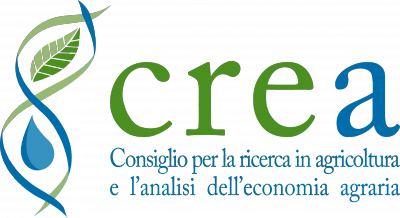 crea
Consiglio per la ricerca in agricoltura
e l'analisi dell'economia agraria